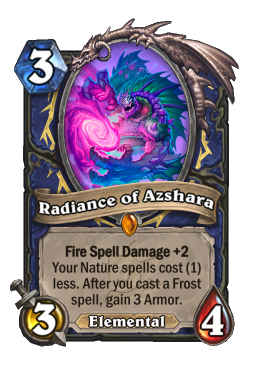 3
Radiance of Azshara
Fire Spell Damage +2
Your Nature spells cost (1)
less. After you cast a Frost
spell, gain 3 Armor.
3
Elemental
4